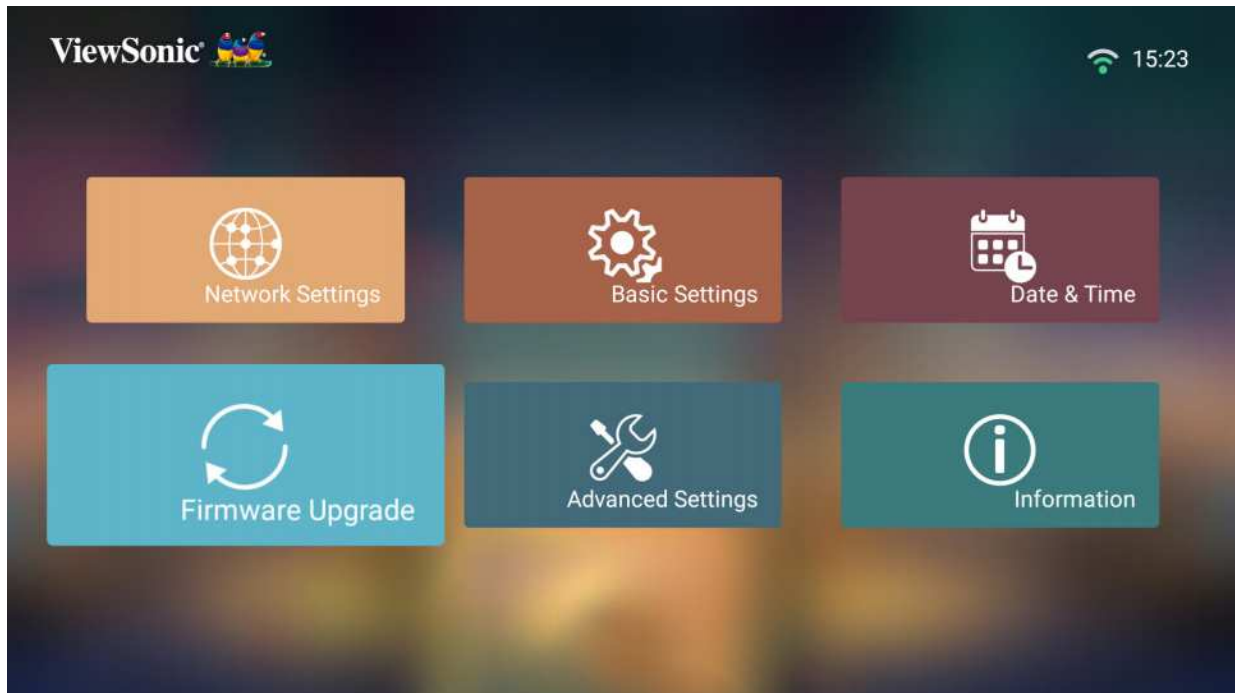 ViewSonic
15:23
Network Settings
Basic Settings
Date & Time
Firmware Upgrade
Advanced Settings
Information